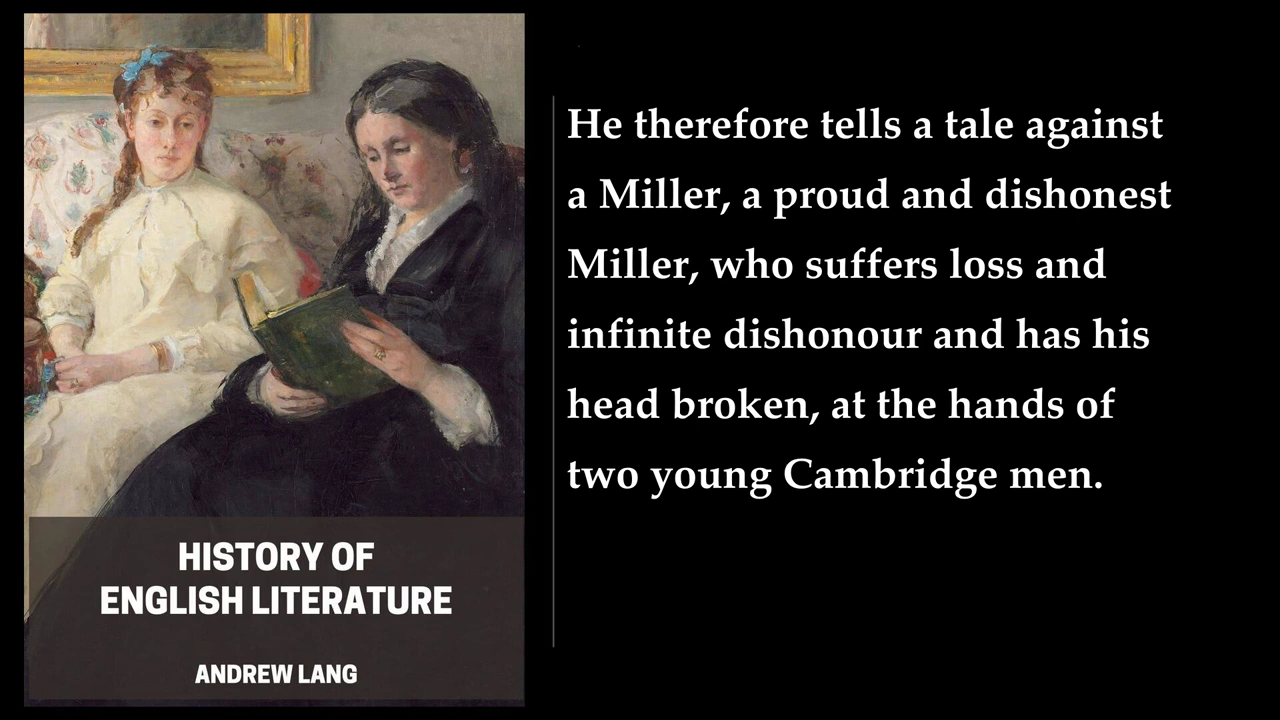 HISTORY OF
ENGLISH LITERATURE
ANDREW LANG
He therefore tells a tale against
a Miller, a proud and dishonest
Miller, who suffers loss and
infinite dishonour and has his
head broken, at the hands of
two young Cambridge men.